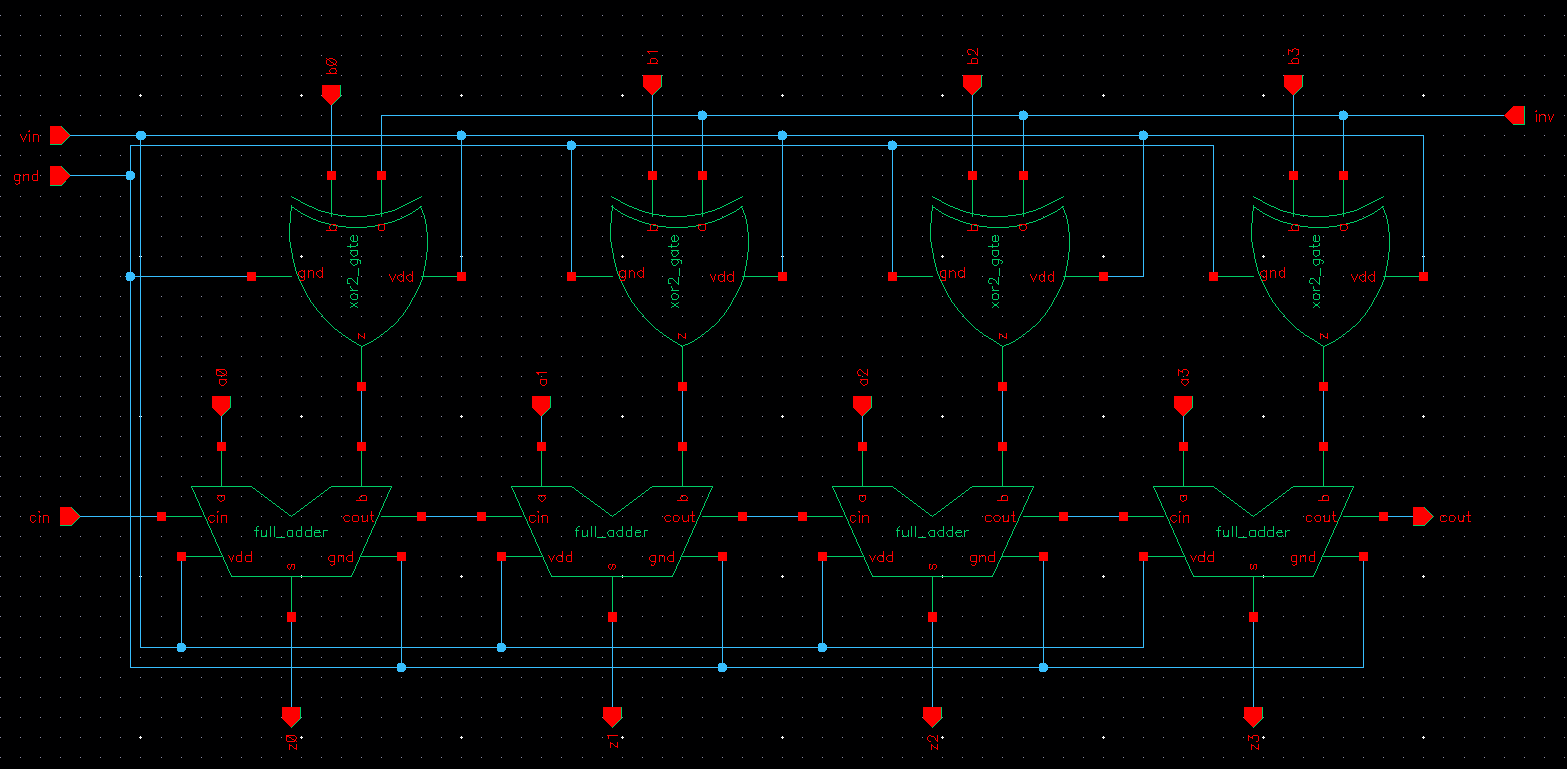 b0
b1
b2
b3
vin
inv
gnd
b a
b a
b a
b a
gnd xor2_gate vdd
gnd xor2_gate vdd
gnd xor2_gate vdd
gnd xor2_gate vdd
z
z
z
z
a0
a1
a2
a3
a b
a b
a b
a b
cin
cin cout
cin cout
cin cout
cin cout
cout
full_adder
full_adder
full_adder
full_adder
vdd gnd
vdd gnd
vdd gnd
vdd gnd
s
s
s
s
z0
z1
z2
z3